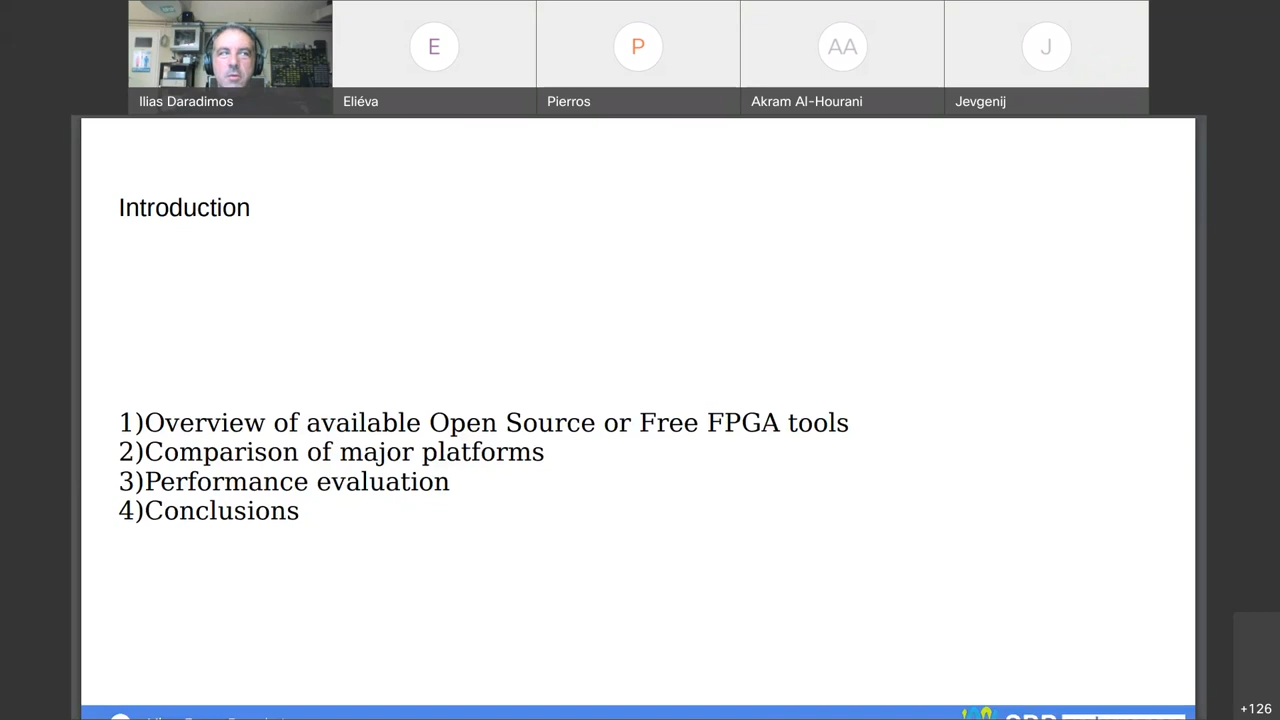 E
P
AA
J
Ilias Daradimos
Eliéva
Pierros
Akram Al-Hourani
Jevgenij
Introduction
1)Overview of available Open Source or Free FPGA tools
2)Comparison of major platforms
3)Performance evaluation
4)Conclusions
+126